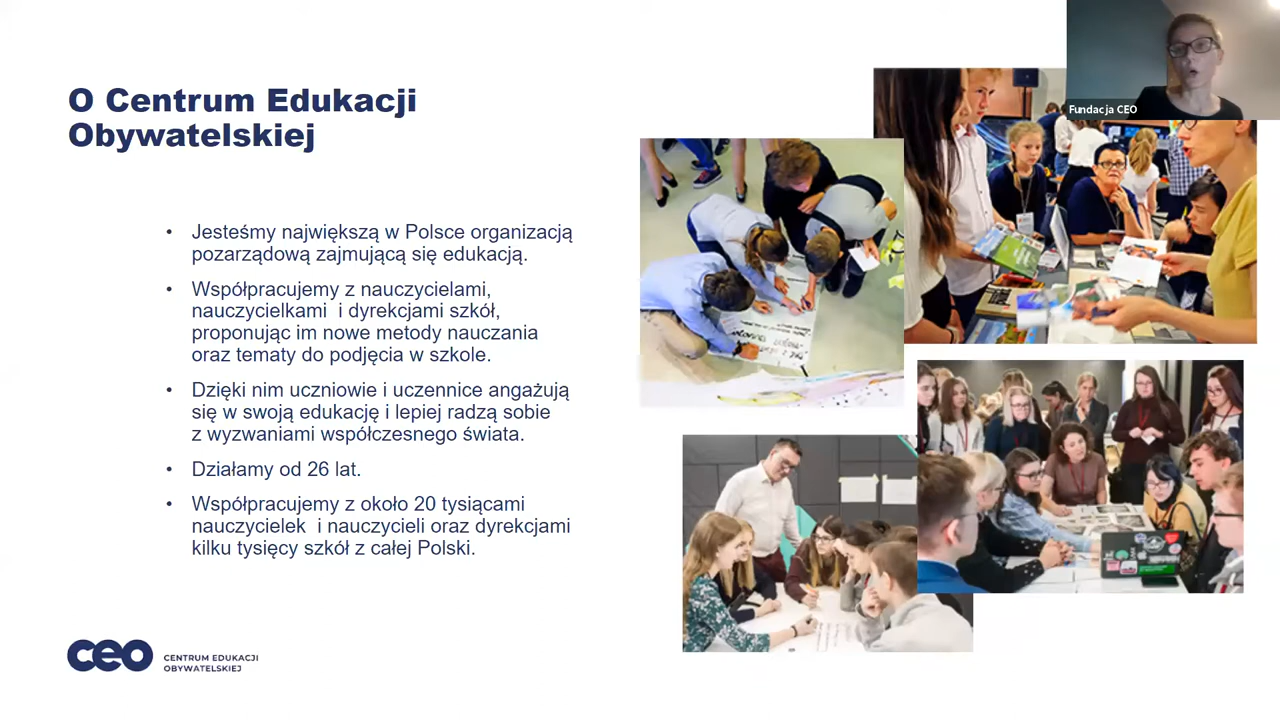 O Centrum Edukacji
Obywatelskiej
Fundacja CEO
• Jesteśmy największą w Polsce organizacją
pozarządową zajmującą się edukacją.
• Współpracujemy z nauczycielami,
nauczycielkami  i dyrekcjami szkół,
proponując im nowe metody nauczania
oraz tematy do podjęcia w szkole.
• Dzięki nim uczniowie i uczennice angażują
się w swoją edukację i lepiej radzą sobie
z wyzwaniami współczesnego świata.
• Działamy od 26 lat.
• Współpracujemy z około 20 tysiącami
nauczycielek  i nauczycieli oraz dyrekcjami
kilku tysięcy szkół z całej Polski.
ceo
CENTRUM EDUKACJI
OBYWATELSKIEJ